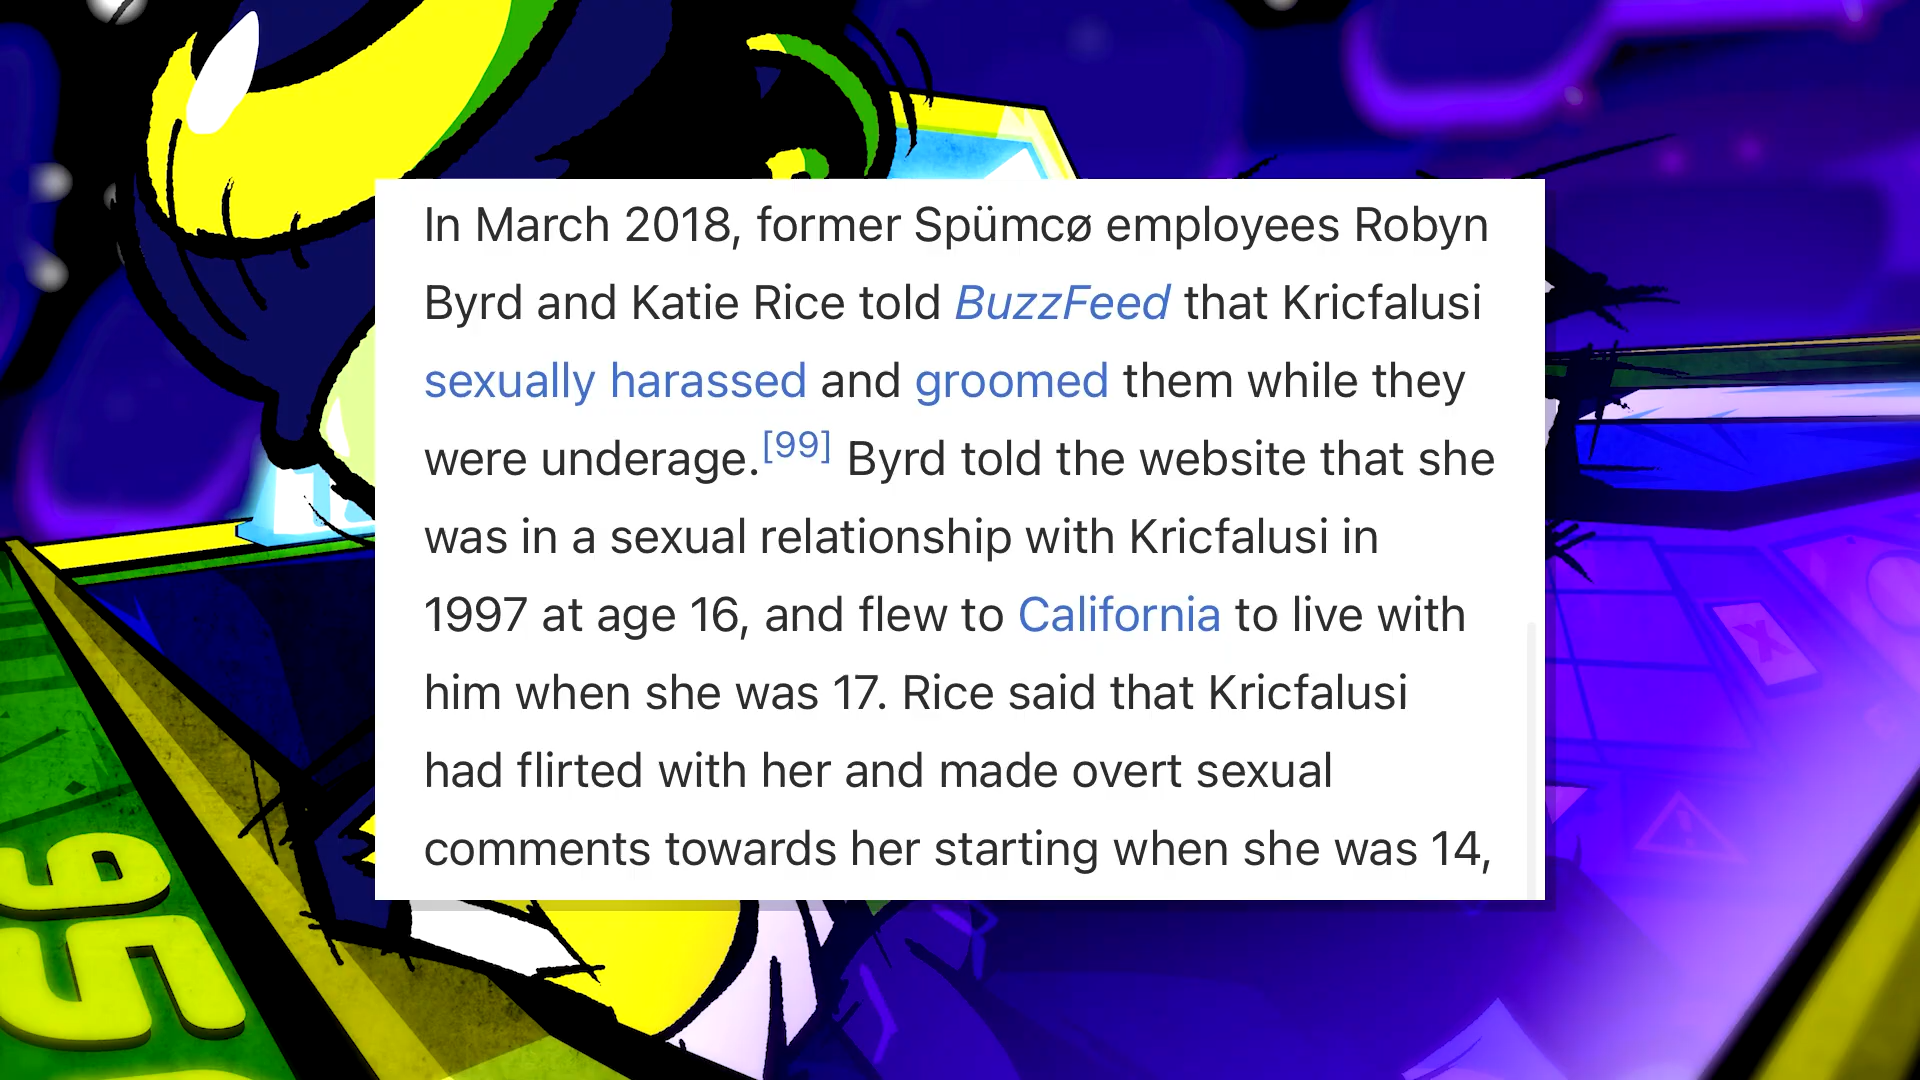 In March 2018, former Spümcø employees Robyn
Byrd and Katie Rice told BuzzFeed that Kricfalusi
sexually harassed and groomed them while they
were underage.[99] Byrd told the website that she
was in a sexual relationship with Kricfalusi in
1997 at age 16, and flew to California to live with
him when she was 17. Rice said that Kricfalusi
had flirted with her and made overt sexual
comments towards her starting when she was 14,
95